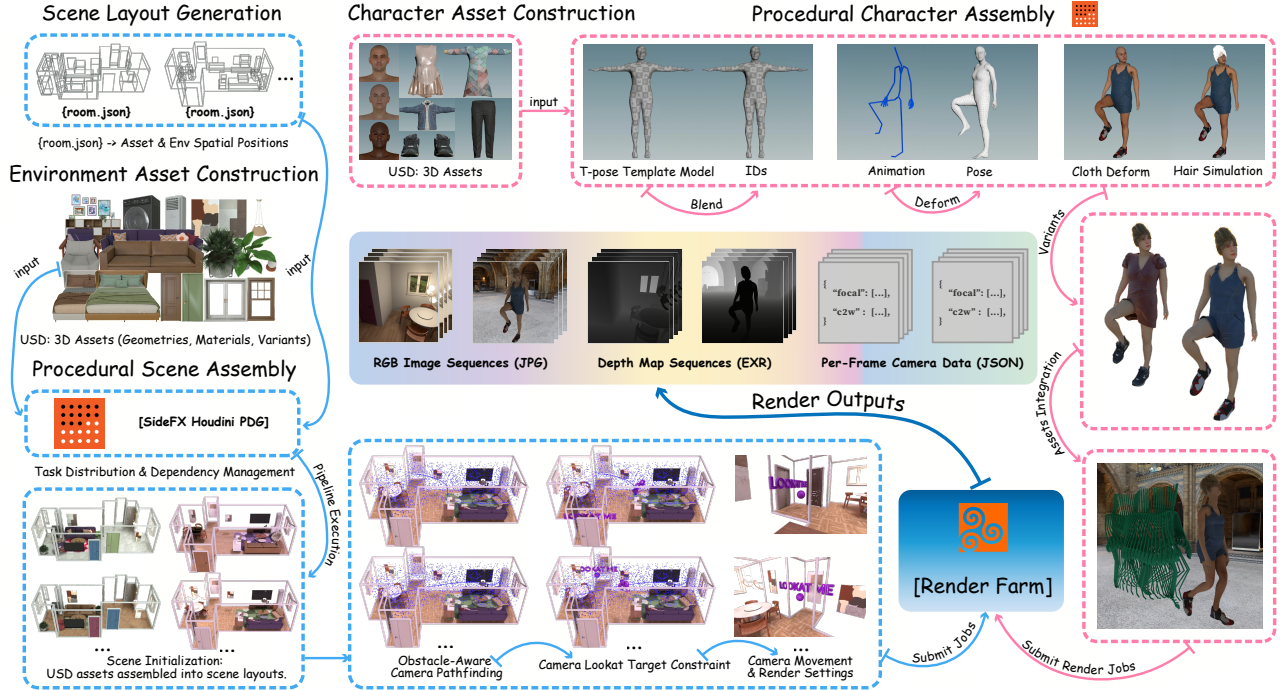 Scene Layout Generation
{room.json}
{room.json}
...
{room.json} -> Asset & Env Spatial Positions
Environment Asset Construction
input
input
USD: 3D Assets (Geometries, Materials, Variants)
Procedural Scene Assembly
[SideFX Houdini PDG]
Task Distribution & Dependency Management
Pipeline Execution
...
...
Scene Initialization:
USD assets assembled into scene layouts.
Character Asset Construction
USD: 3D Assets
input
Procedural Character Assembly
T-pose Template Model
IDs
Animation
Pose
Cloth Deform
Hair Simulation
Blend
Deform
Variants
Assets Integration
{
"focal": [...],
"c2w" : [...],
}
{
"focal": [...],
"c2w" : [...],
}
RGB Image Sequences (JPG)
Depth Map Sequences (EXR)
Per-Frame Camera Data (JSON)
Render Outputs
LOOKAT ME
LOOKAT ME
LOOKAT ME
LOOKAT ME
...
...
...
Obstacle-Aware
Camera Pathfinding
Camera Lookat Target Constraint
Camera Movement
& Render Settings
[Render Farm]
Submit Jobs
Submit Render Jobs